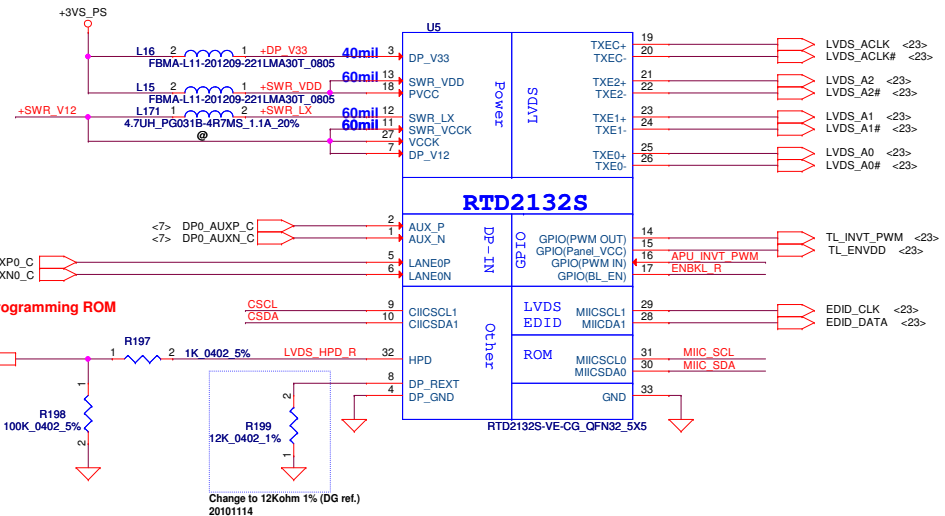 +3VS_PS
U5
L16 2 1 +DP_V33 40mil 3 DP_V33
FBMA-L11-201209-221LMA30T_0805
60mil 13 SWR_VDD
L15 2 1 +SWR_VDD 18 PVCC
FBMA-L11-201209-221LMA30T_0805
+SWR_V12 L171 1 2 +SWR_LX 60mil 12 SWR_LX
4.7UH_PG031B-4R7MS_1.1A_20% 60mil 11 SWR_VCCK
@ 27 VCCK
7 DP_V12
Power
LVDS
TXEC+ 19 LVDS_ACLK <23>
TXEC- 20 LVDS_ACLK# <23>
TXE2+ 21 LVDS_A2 <23>
TXE2- 22 LVDS_A2# <23>
TXE1+ 23 LVDS_A1 <23>
TXE1- 24 LVDS_A1# <23>
TXE0+ 25 LVDS_A0 <23>
TXE0- 26 LVDS_A0# <23>
RTD2132S
<7> DP0_AUXP_C 2 AUX_P
<7> DP0_AUXN_C 1 AUX_N
XP0_C 5 LANE0P
XN0_C 6 LANE0N
DP-IN
GPIO
GPIO(PWM OUT) 14 TL_INVT_PWM <23>
GPIO(Panel_VCC) 15 TL_ENVDD <23>
GPIO(PWM IN) 16 APU_INVT_PWM
GPIO(BL_EN) 17 ENBKL_R
rogramming ROM
CSCL 9 CIICSCL1
CSDA 10 CIICSDA1
Other
LVDS
EDID
MIICSCL1 29 EDID_CLK <23>
MIICDA1 28 EDID_DATA <23>
R197
1 2 1K_0402_5% LVDS_HPD_R 32 HPD
ROM
MIICSCL0 31 MIIC_SCL
MIICSDA0 30 MIIC_SDA
8 DP_REXT
4 DP_GND
GND 33
1
R198
100K_0402_5%
2
2
R199
12K_0402_1%
1
RTD2132S-VE-CG_QFN32_5X5
Change to 12Kohm 1% (DG ref.)
20101114